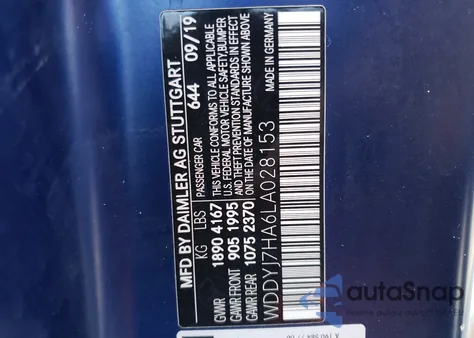 MFD BY DAIMLER AG STUTTGART
PASSENGER CAR 644 09/19
KG LBS
GVWR 1890 4167
GAWR FRONT 905 1995
GAWR REAR 1075 2370
THIS VEHICLE CONFORMS TO ALL APPLICABLE
U.S. FEDERAL MOTOR VEHICLE SAFETY,BUMPER
AND THEFT PREVENTION STANDARDS IN EFFECT
ON THE DATE OF MANUFACTURE SHOWN ABOVE
WDDYJ7HA6LA028153
MADE IN GERMANY
autoSnap